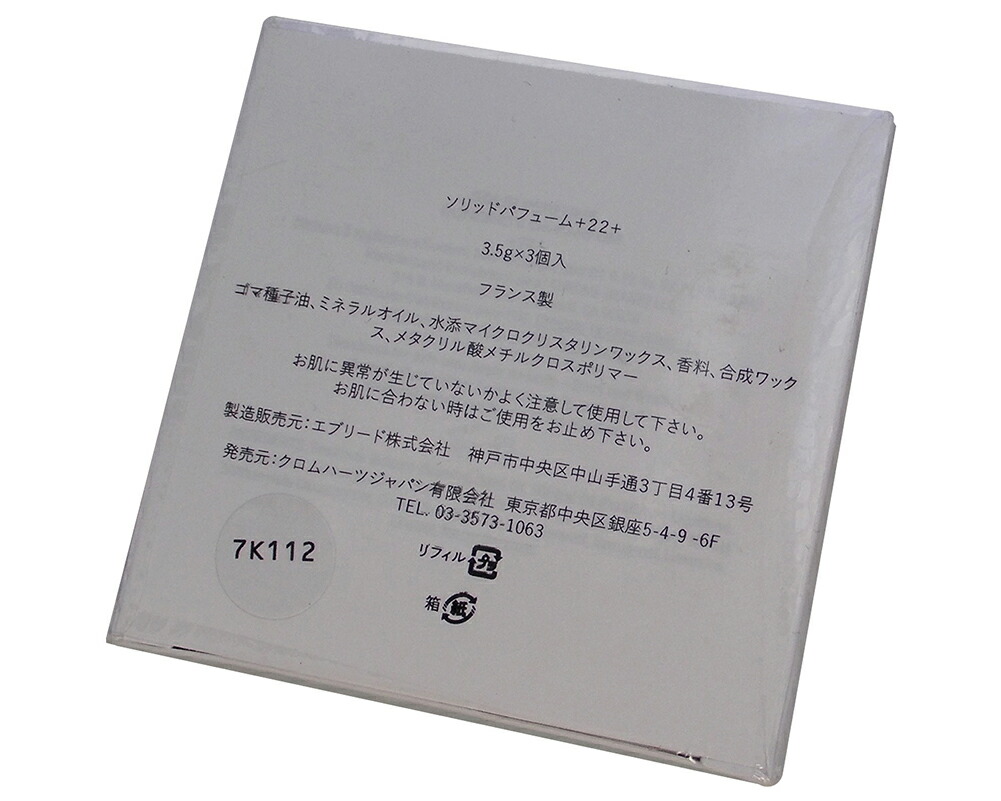 ソリッドパフューム+22+
3.5g×3個入
フランス製
ゴマ種子油、ミネラルオイル、水添マイクロクリスタリンワックス、香料、合成ワック
ス、メタクリル酸メチルクロスポリマー
お肌に異常が生じていないかよく注意して使用して下さい。
お肌に合わない時はご使用をお止め下さい。
製造販売元:エブリード株式会社 神戸市中央区中山手通3丁目4番13号
発売元:クロムハーツジャパン有限会社 東京都中央区銀座5-4-9 -6F
TEL. 03-3573-1063
7K112
リフィル プラ
箱 紙